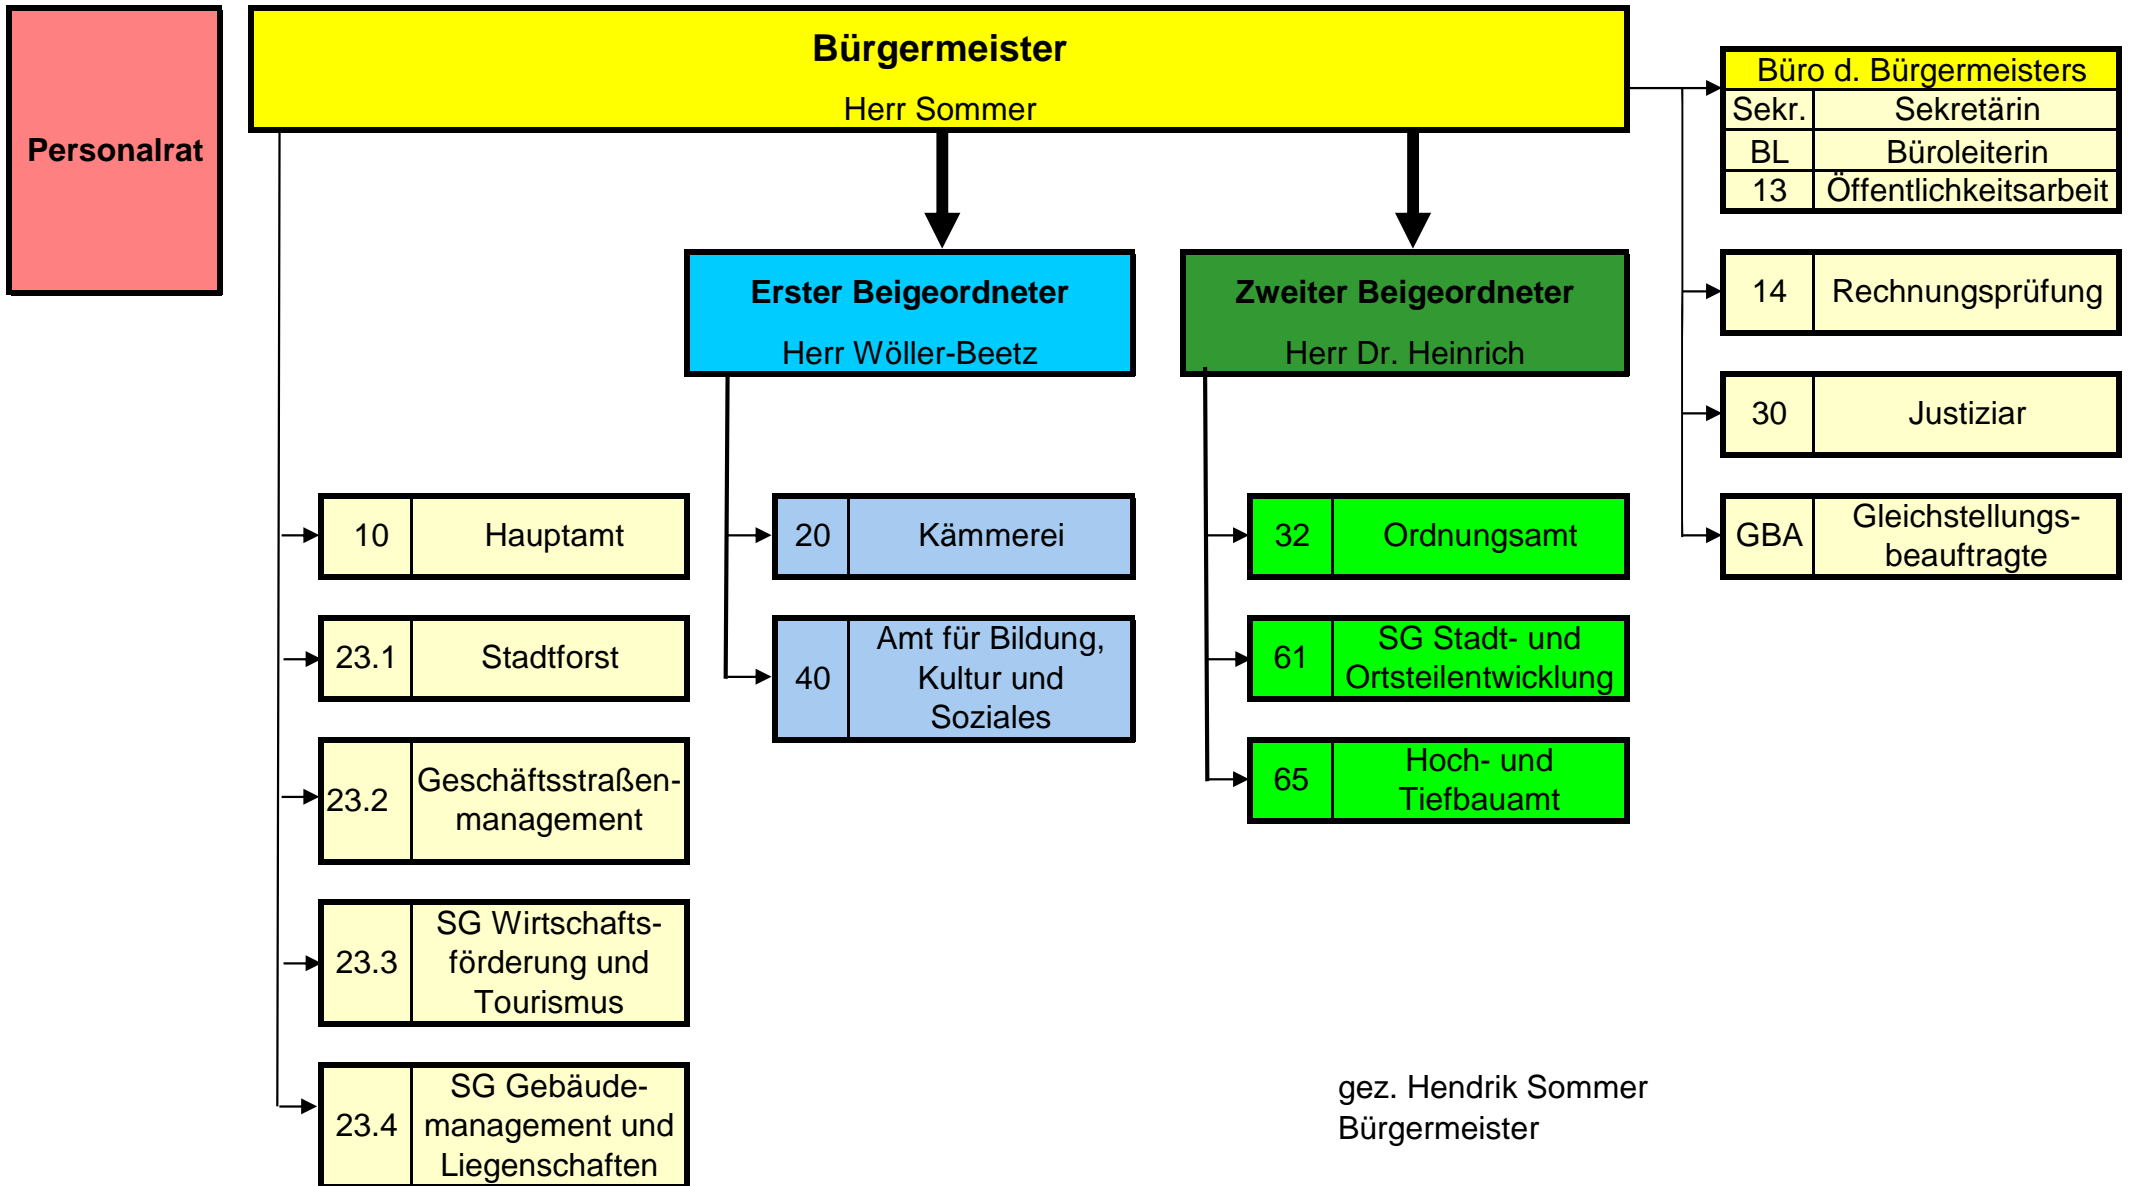 Personalrat
Bürgermeister
Herr Sommer
Büro d. Bürgermeisters
Sekr. Sekretärin
BL Büroleiterin
13 Öffentlichkeitsarbeit
14 Rechnungsprüfung
30 Justiziar
GBA Gleichstellungs-
beauftragte
Erster Beigeordneter
Herr Wöller-Beetz
Zweiter Beigeordneter
Herr Dr. Heinrich
10 Hauptamt
23.1 Stadtforst
23.2 Geschäftsstraßen-
management
SG Wirtschafts-
23.3 förderung und
Tourismus
SG Gebäude-
23.4 management und
Liegenschaften
20 Kämmerei
Amt für Bildung,
40 Kultur und
Soziales
32 Ordnungsamt
61 SG Stadt- und
Ortsteilentwicklung
65 Hoch- und
Tiefbauamt
gez. Hendrik Sommer
Bürgermeister